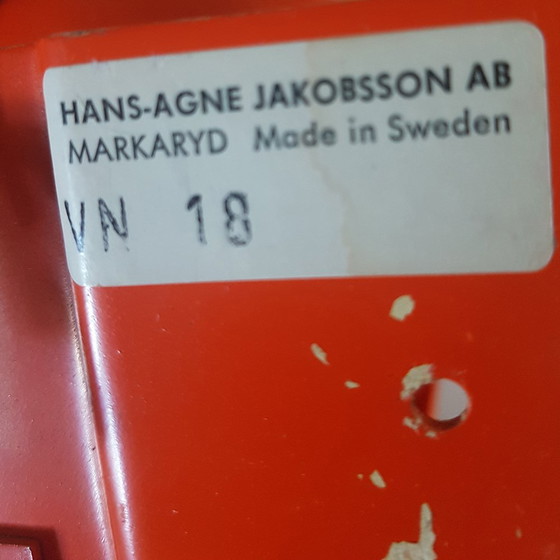 HANS-AGNE JAKOBSSON AB
MARKARYD Made in Sweden
VN 18